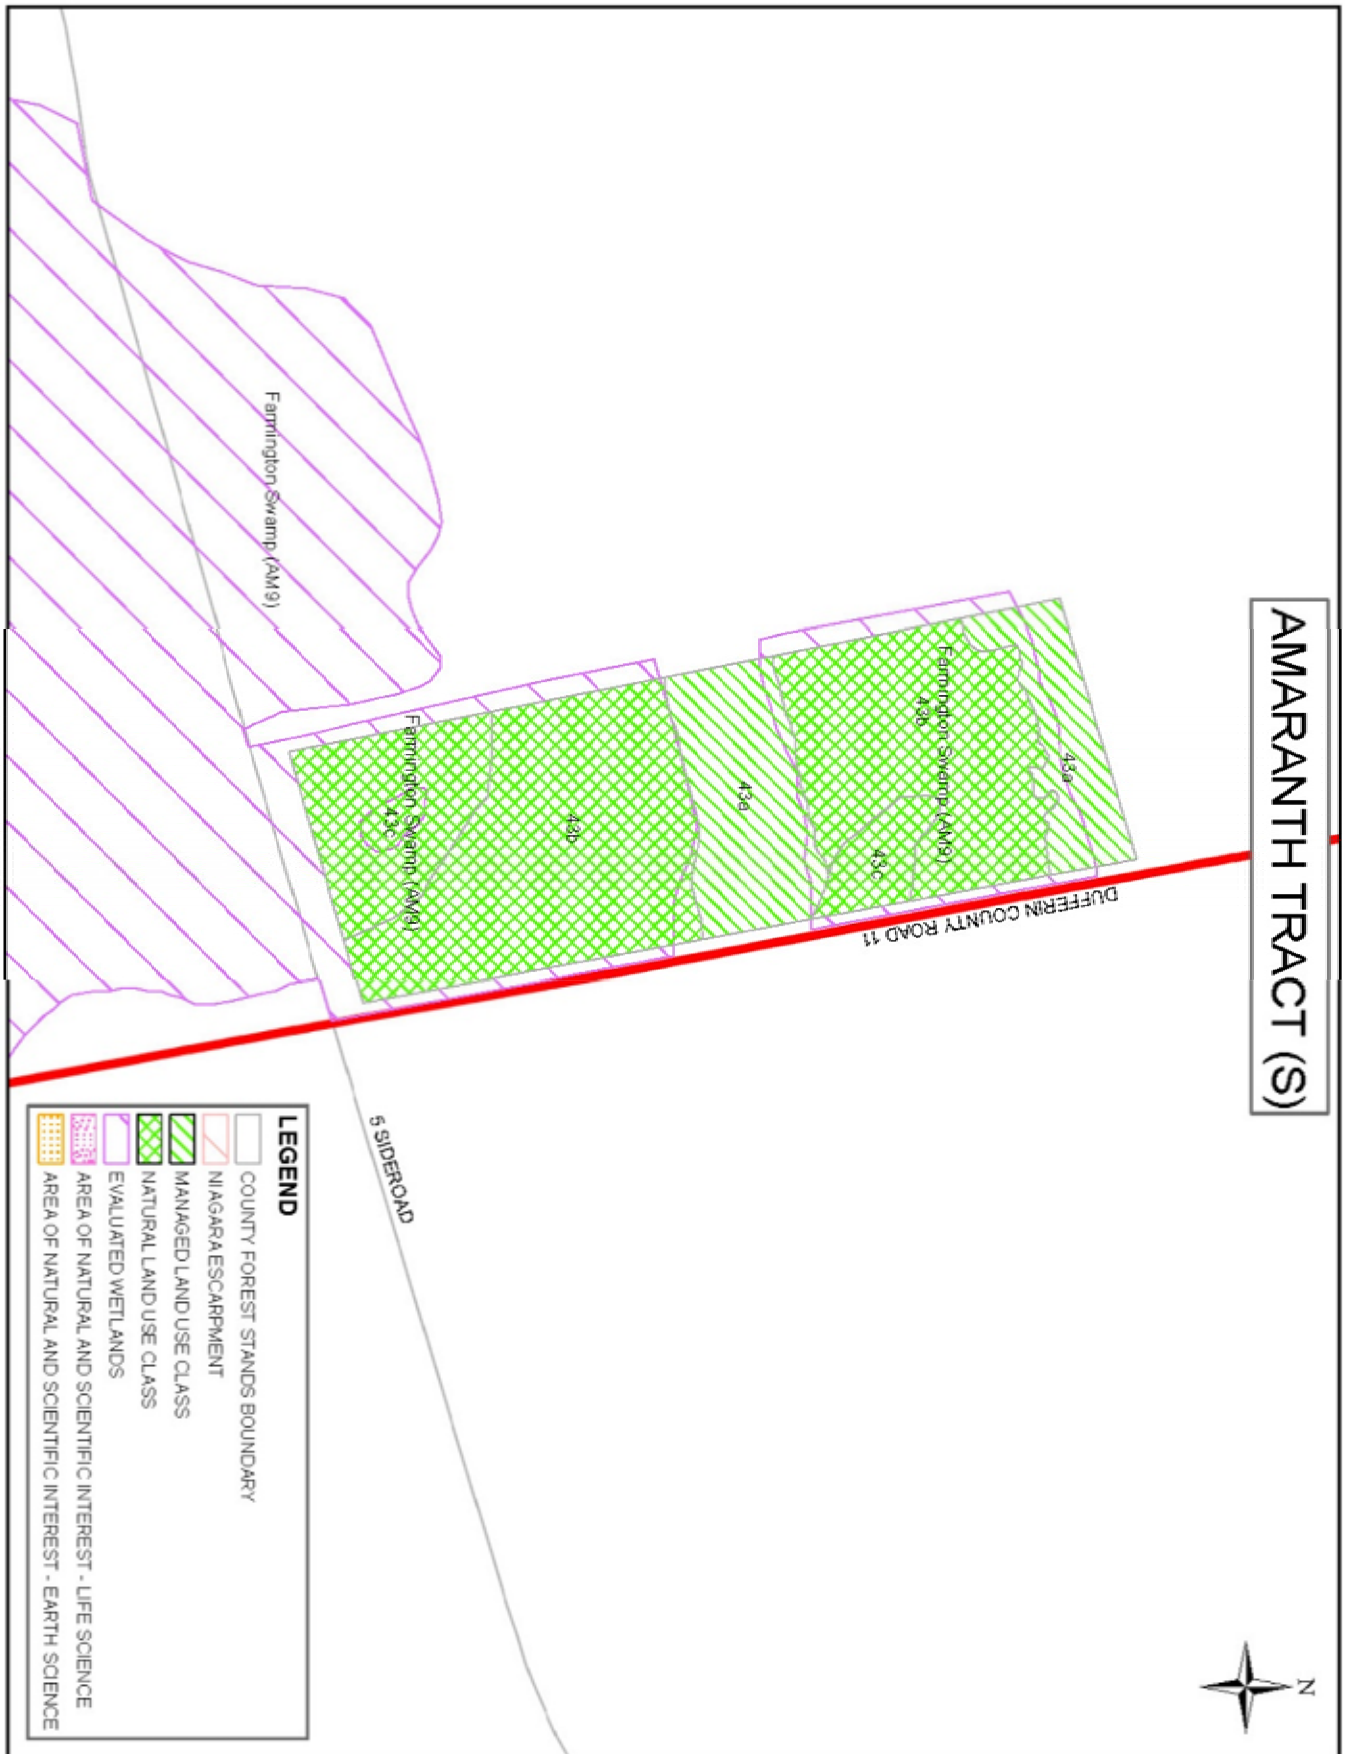 AMARANTH TRACT (S)
N
43a
Farmington Swamp (AM9)
43b
43c
DUFFERIN COUNTY ROAD 11
43a
43b
Farmington Swamp (AM9)
43c
Farmington Swamp (AM9)
5 SIDEROAD
LEGEND
COUNTY FOREST STANDS BOUNDARY
NIAGARA ESCARPMENT
MANAGED LAND USE CLASS
NATURAL LAND USE CLASS
EVALUATED WETLANDS
AREA OF NATURAL AND SCIENTIFIC INTEREST - LIFE SCIENCE
AREA OF NATURAL AND SCIENTIFIC INTEREST - EARTH SCIENCE